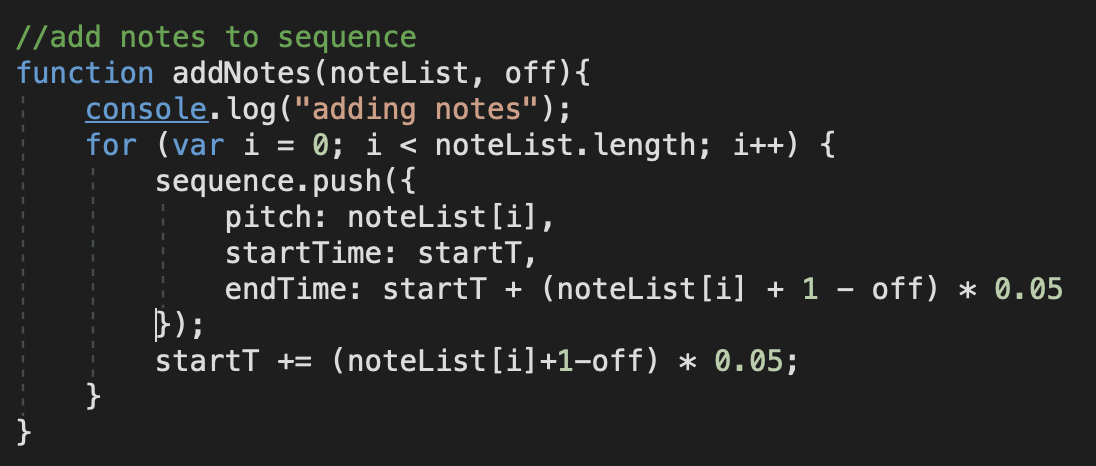 //add notes to sequence
function addNotes(noteList, off){
    console.log("adding notes");
    for (var i = 0; i < noteList.length; i++) {
        sequence.push({
            pitch: noteList[i],
            startTime: startT,
            endTime: startT + (noteList[i] + 1 - off) * 0.05
        });
        startT += (noteList[i]+1-off) * 0.05;
    }
}